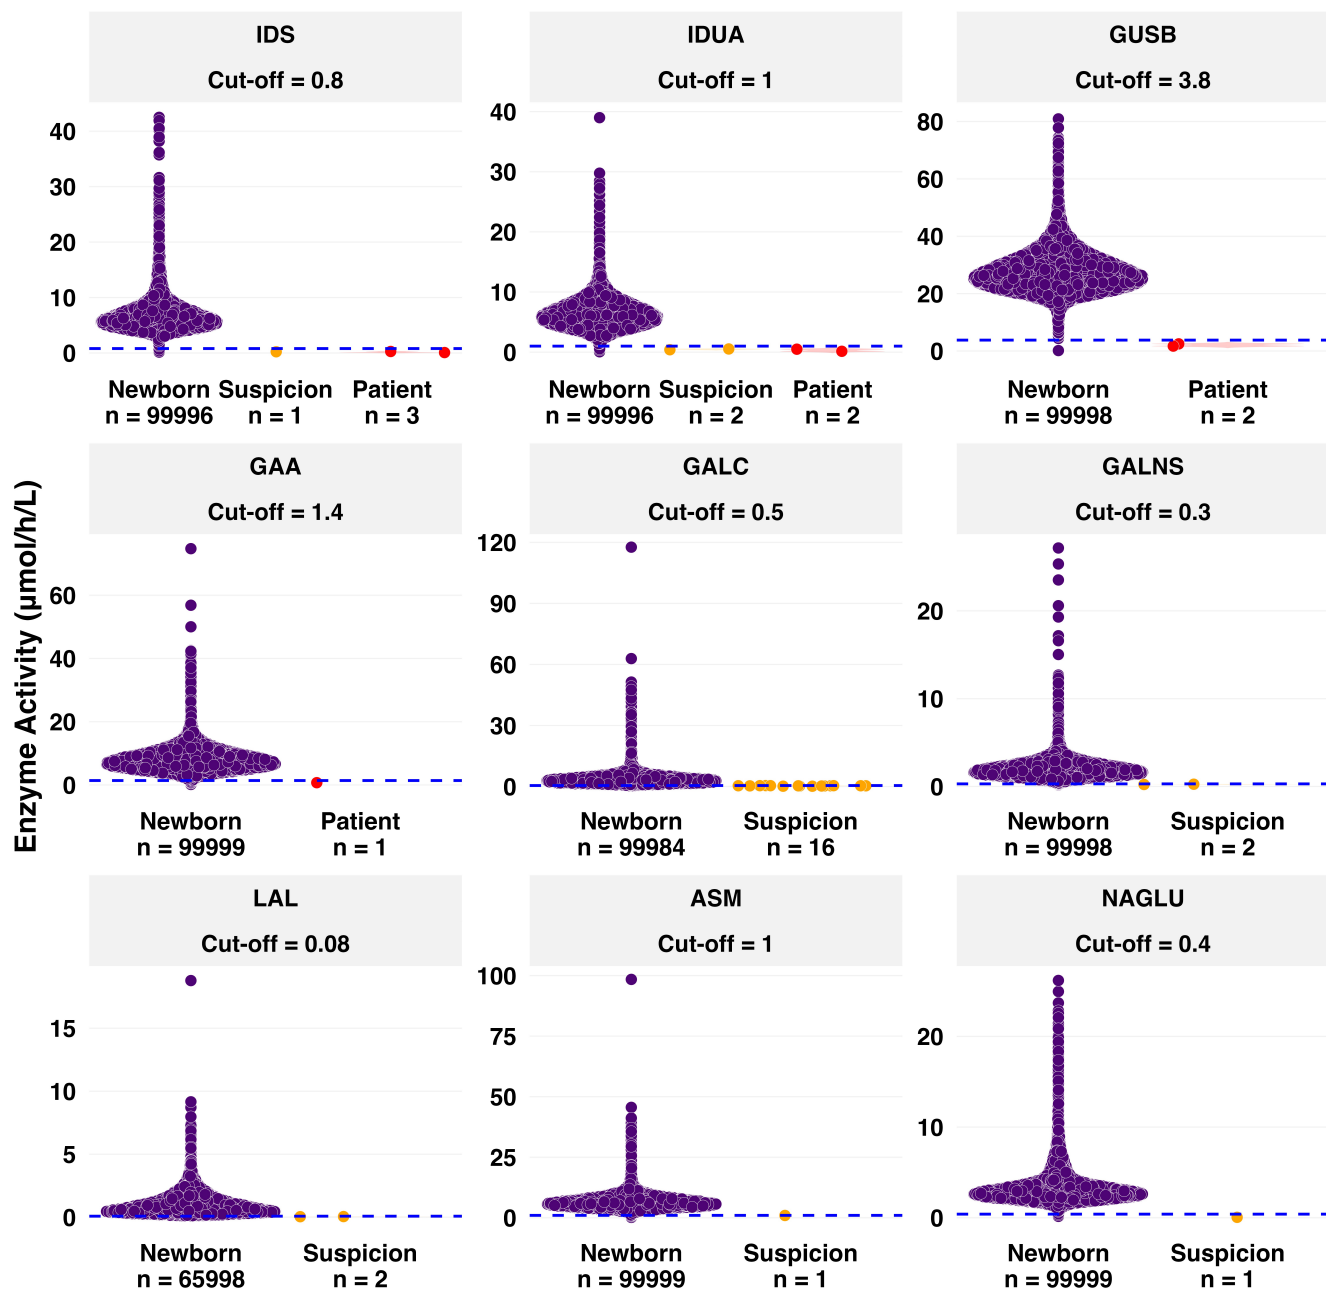 IDS
Cut-off = 0.8
IDUA
Cut-off = 1
GUSB
Cut-off = 3.8
40
30
20
10
0
40
30
20
10
0
80
60
40
20
0
Newborn
n = 99996
Suspicion
n = 1
Patient
n = 3
Newborn
n = 99996
Suspicion
n = 2
Patient
n = 2
Newborn
n = 99998
Patient
n = 2
Enzyme Activity (μmol/h/L)
GAA
Cut-off = 1.4
GALC
Cut-off = 0.5
GALNS
Cut-off = 0.3
60
40
20
0
120
90
60
30
0
20
10
0
Newborn
n = 99999
Patient
n = 1
Newborn
n = 99984
Suspicion
n = 16
Newborn
n = 99998
Suspicion
n = 2
LAL
Cut-off = 0.08
ASM
Cut-off = 1
NAGLU
Cut-off = 0.4
15
10
5
0
100
75
50
25
0
20
10
0
Newborn
n = 65998
Suspicion
n = 2
Newborn
n = 99999
Suspicion
n = 1
Newborn
n = 99999
Suspicion
n = 1